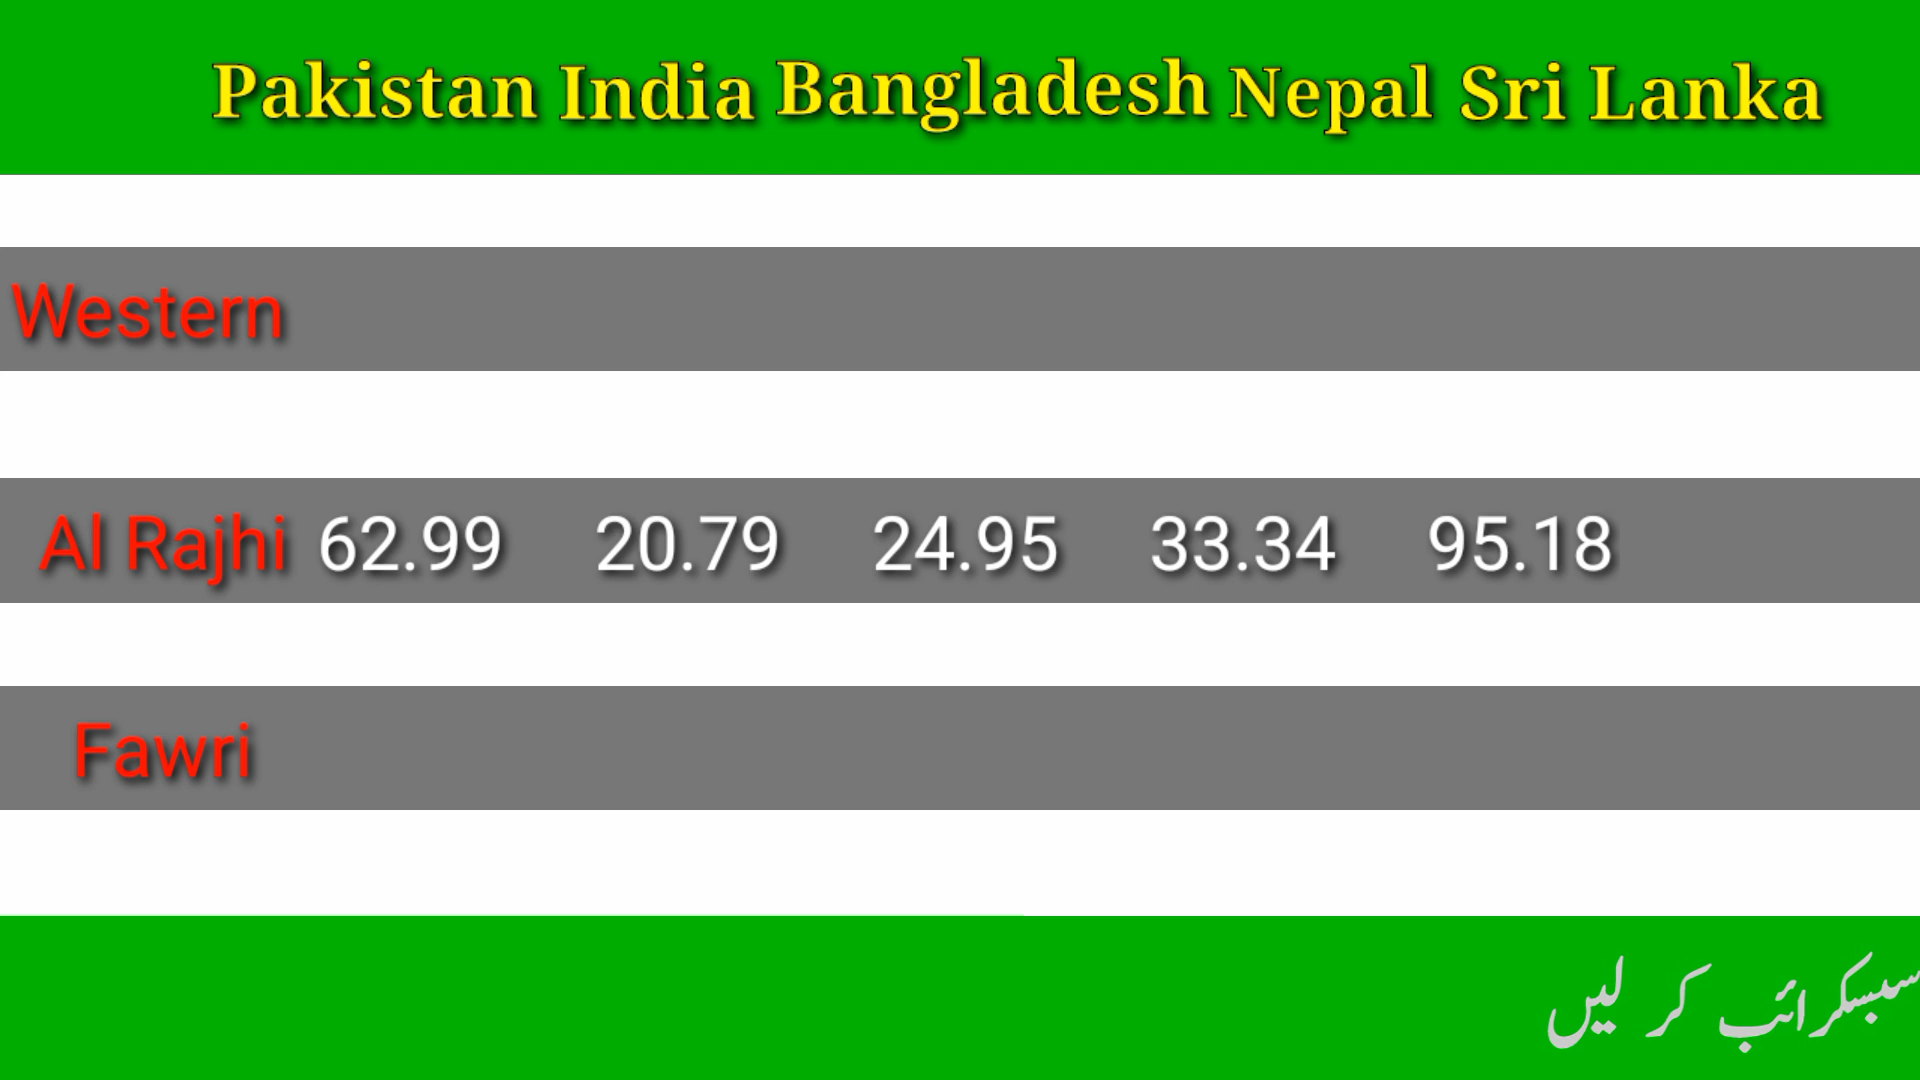 Pakistan India Bangladesh Nepal Sri Lanka
Western
Al Rajhi 62.99 20.79 24.95 33.34 95.18
Fawri
سبسکرائب کر لیں